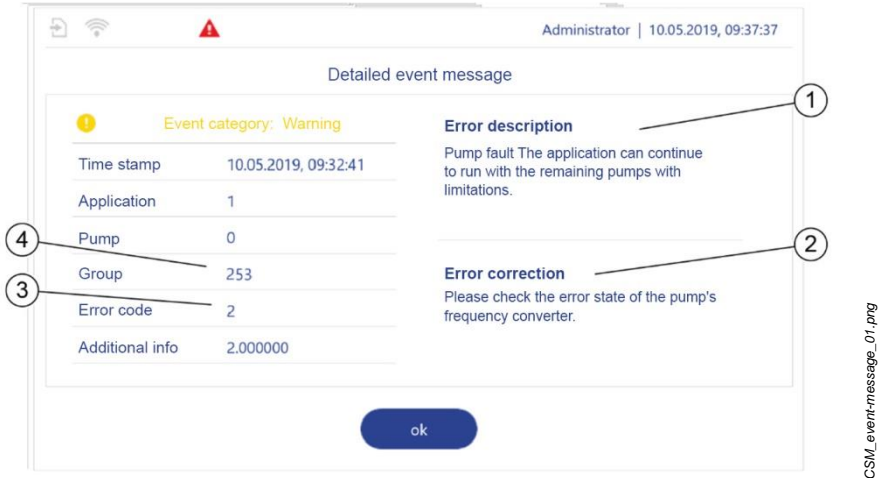 Administrator | 10.05.2019, 09:37:37
Detailed event message
1
Event category: Warning
Time stamp 10.05.2019, 09:32:41
Application 1
Pump 0
4
Group 253
3
Error code 2
Additional info 2.000000
Error description
Pump fault The application can continue
to run with the remaining pumps with
limitations.
2
Error correction
Please check the error state of the pump's
frequency converter.
ok
CSM_event-message_01.png